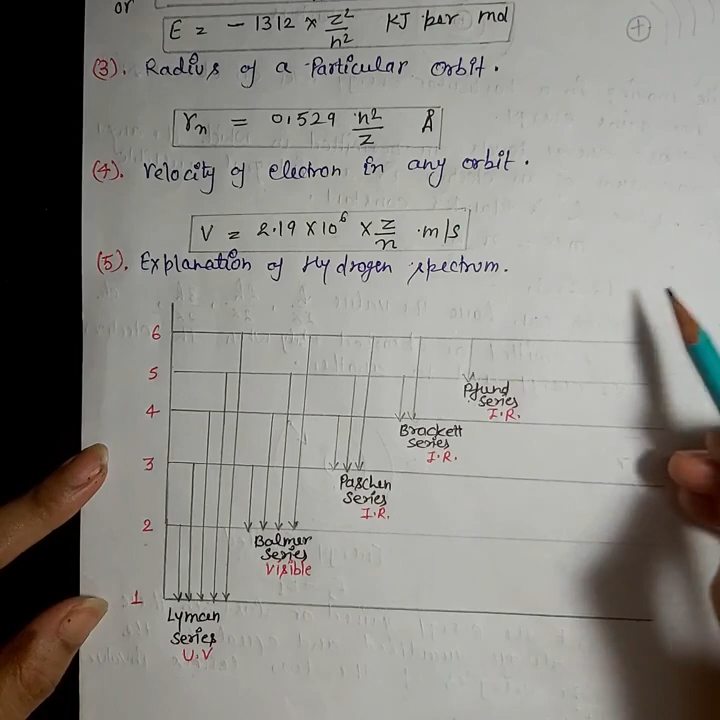 or
E = - 1312 × Z²/n² KJ per mol
(3). Radius of a Particular orbit.
rn = 0.529 n²/Z Å
(4). Velocity of electron in any orbit.
V = 2.19 × 10⁶ × Z/n .m/s
(5). Explanation of Hydrogen spectrum.
6
5
Pfund
series
I.R.
4
Brackett
series
I.R.
3
Paschen
Series
I.R.
2
Balmer
Series
Visible
1
Lyman
Series
U.V